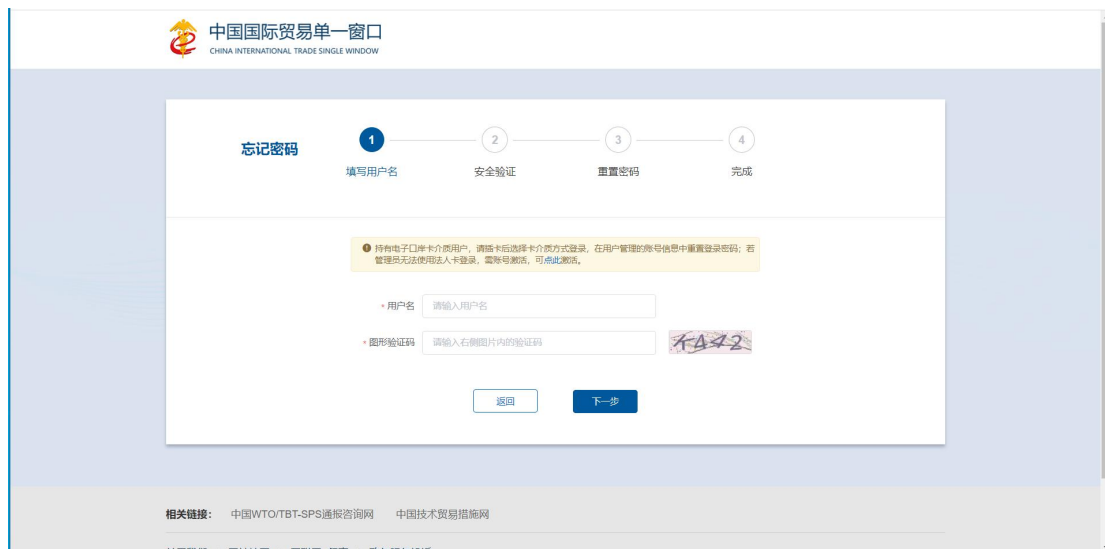 中国国际贸易单一窗口
CHINA INTERNATIONAL TRADE SINGLE WINDOW
忘记密码
1
2
3
4
填写用户名
安全验证
重置密码
完成
持有电子口岸卡介质用户，请插卡后选择卡介质方式登录，在用户管理的账号信息中重置登录密码；若
管理员无法使用法人卡登录，需账号激活，可点此激活。
* 用户名 请输入用户名
* 图形验证码 请输入右侧图片内的验证码
返回 下一步
相关链接： 中国WTO/TBT-SPS通报咨询网 中国技术贸易措施网